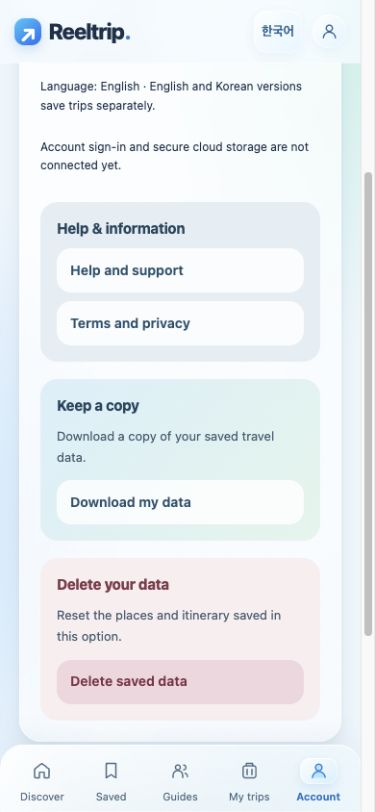 Reeltrip.
한국어
Language: English · English and Korean versions
save trips separately.
Account sign-in and secure cloud storage are not
connected yet.
Help & information
Help and support
Terms and privacy
Keep a copy
Download a copy of your saved travel
data.
Download my data
Delete your data
Reset the places and itinerary saved in
this option.
Delete saved data
Discover
Saved
Guides
My trips
Account